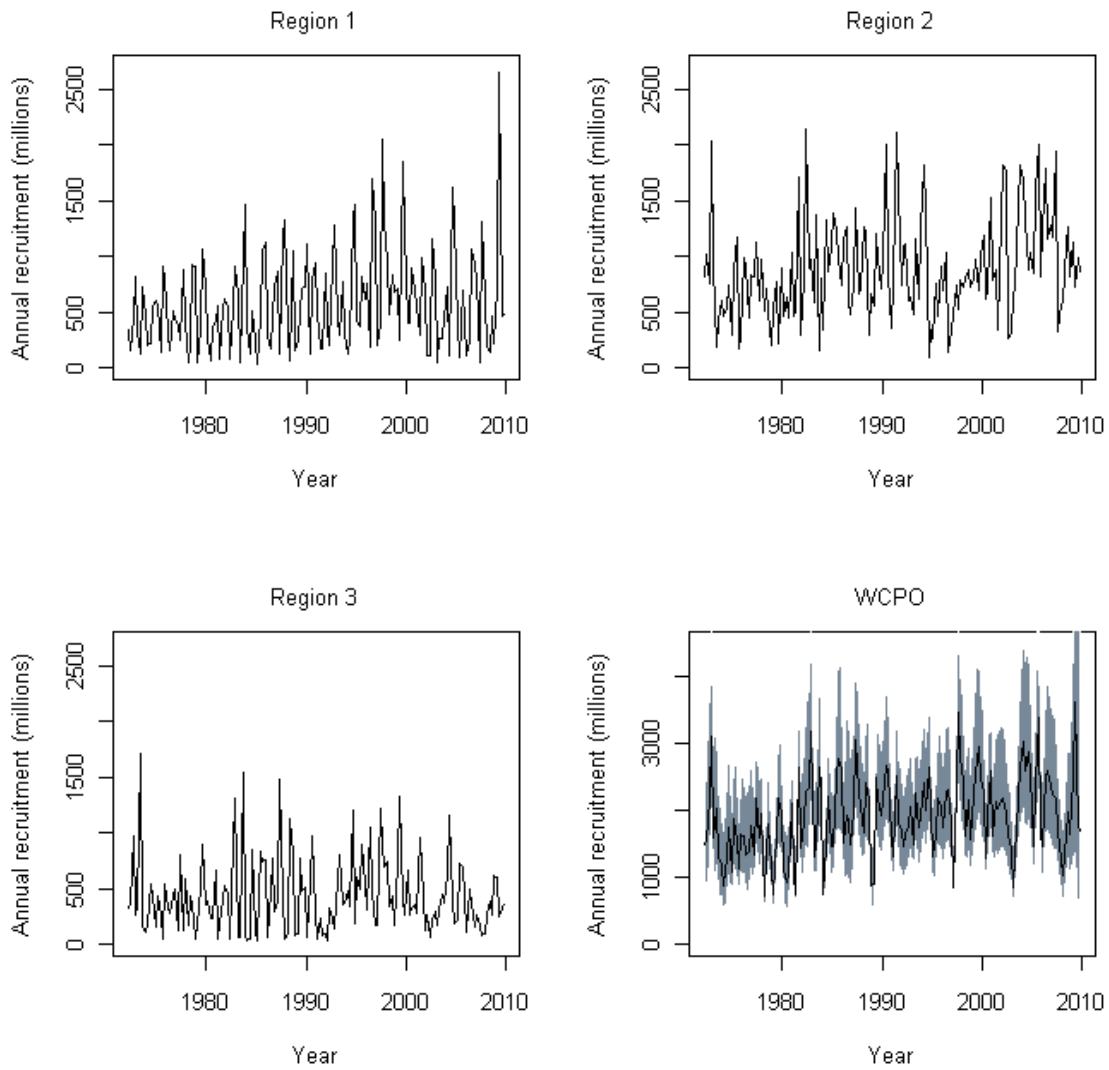 Region 1
Annual recruitment (millions)
0 500 1500 2500
1980 1990 2000 2010
Year
Region 2
Annual recruitment (millions)
0 500 1500 2500
1980 1990 2000 2010
Year
Region 3
Annual recruitment (millions)
0 500 1500 2500
1980 1990 2000 2010
Year
WCPO
Annual recruitment (millions)
0 1000 3000
1980 1990 2000 2010
Year